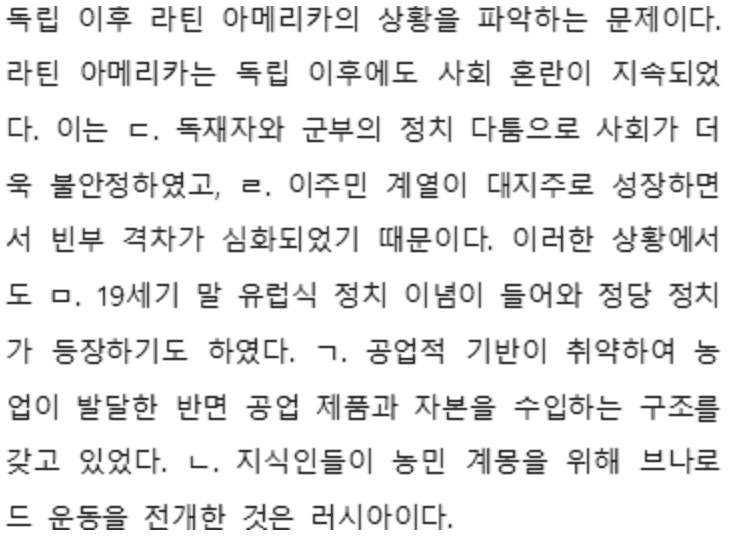 독립 이후 라틴 아메리카의 상황을 파악하는 문제이다.
라틴 아메리카는 독립 이후에도 사회 혼란이 지속되었
다. 이는 ㄷ. 독재자와 군부의 정치 다툼으로 사회가 더
욱 불안정하였고, ㄹ. 이주민 계열이 대지주로 성장하면
서 빈부 격차가 심화되었기 때문이다. 이러한 상황에서
도 ㅁ. 19세기 말 유럽식 정치 이념이 들어와 정당 정치
가 등장하기도 하였다. ㄱ. 공업적 기반이 취약하여 농
업이 발달한 반면 공업 제품과 자본을 수입하는 구조를
갖고 있었다. ㄴ. 지식인들이 농민 계몽을 위해 브나로
드 운동을 전개한 것은 러시아이다.